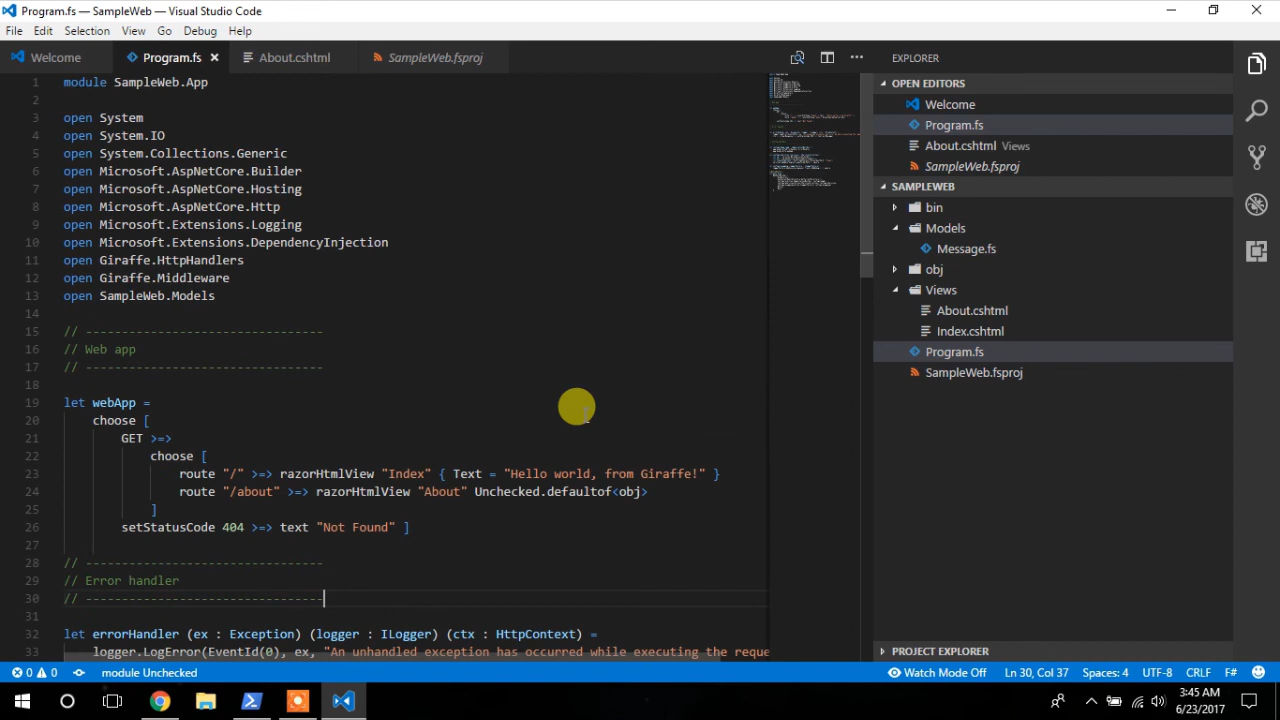 Program.fs — SampleWeb — Visual Studio Code
File Edit Selection View Go Debug Help
Welcome Program.fs × About.cshtml SampleWeb.fsproj
1 module SampleWeb.App
2
3 open System
4 open System.IO
5 open System.Collections.Generic
6 open Microsoft.AspNetCore.Builder
7 open Microsoft.AspNetCore.Hosting
8 open Microsoft.AspNetCore.Http
9 open Microsoft.Extensions.Logging
10 open Microsoft.Extensions.DependencyInjection
11 open Giraffe.HttpHandlers
12 open Giraffe.Middleware
13 open SampleWeb.Models
14
15 // ---------------------------------
16 // Web app
17 // ---------------------------------
18
19 let webApp =
20 choose [
21 GET >=>
22 choose [
23 route "/" >=> razorHtmlView "Index" { Text = "Hello world, from Giraffe!" }
24 route "/about" >=> razorHtmlView "About" Unchecked.defaultof<obj>
25 ]
26 setStatusCode 404 >=> text "Not Found" ]
27
28 // ---------------------------------
29 // Error handler
30 // ---------------------------------
31
32 let errorHandler (ex : Exception) (logger : ILogger) (ctx : HttpContext) =
33 logger.LogError(EventId(0), ex, "An unhandled exception has occurred while executing the reque
EXPLORER
OPEN EDITORS
Welcome
Program.fs
About.cshtml Views
SampleWeb.fsproj
SAMPLEWEB
bin
Models
Message.fs
obj
Views
About.cshtml
Index.cshtml
Program.fs
SampleWeb.fsproj
PROJECT EXPLORER
0 0 module Unchecked Watch Mode Off Ln 30, Col 37 Spaces: 4 UTF-8 CRLF F#
3:45 AM
6/23/2017